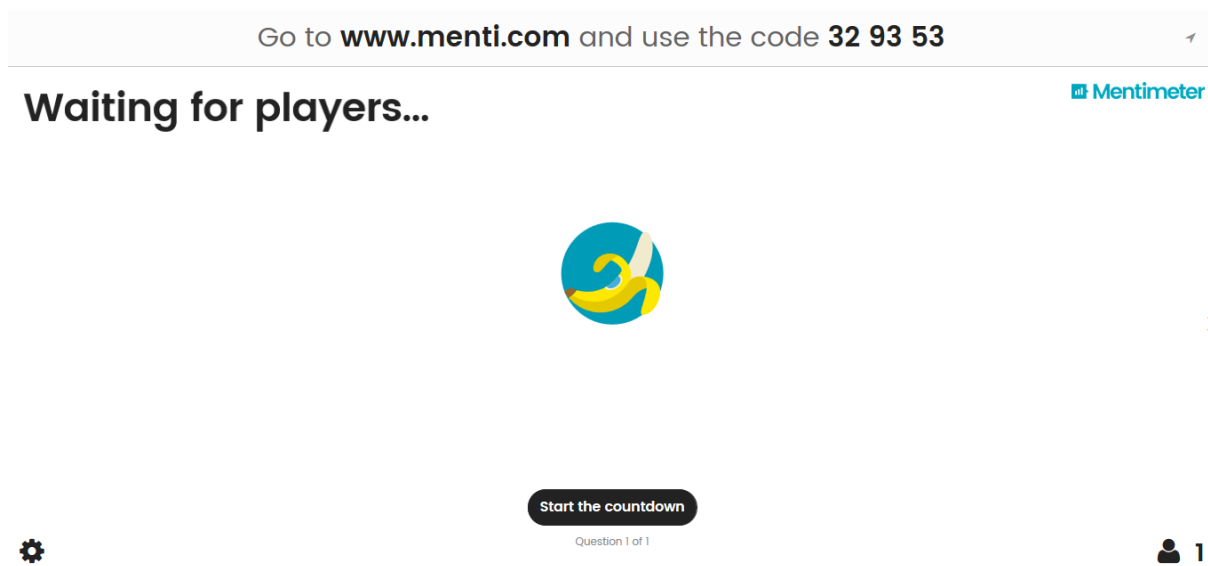 Go to www.menti.com and use the code 32 93 53
Waiting for players...
Mentimeter
Start the countdown
Question 1 of 1
1